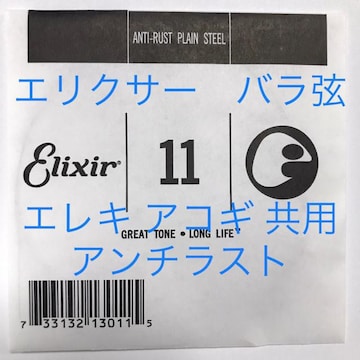 ANTI-RUST PLAIN STEEL
エリクサー　バラ弦
Elixir®
11
エレキ アコギ 共用
GREAT TONE • LONG LIFE™
アンチラスト
7 33132 13011 5